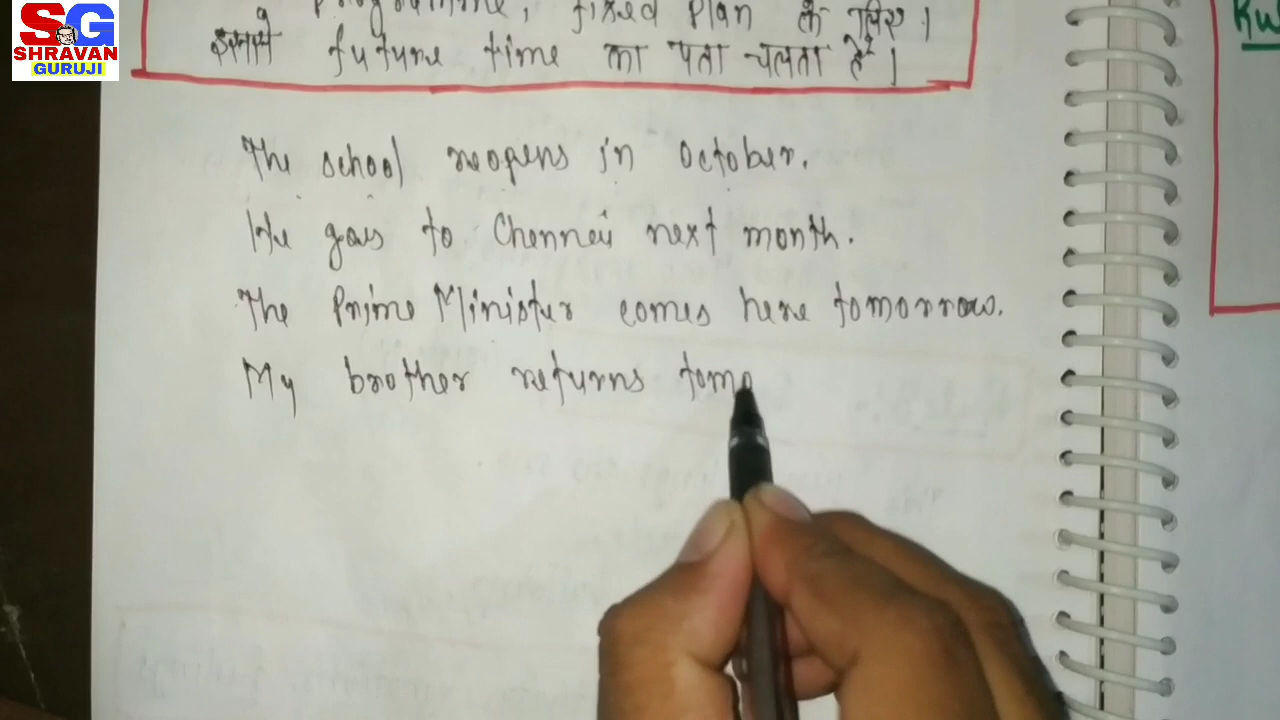 SG
SHRAVAN
GURUJI
Programme, fixed plan के लिए।
इससे future time का पता चलता है।
The school reopens in October.
He goes to Chennai next month.
The Prime Minister comes here tomorrow.
My brother returns tomo